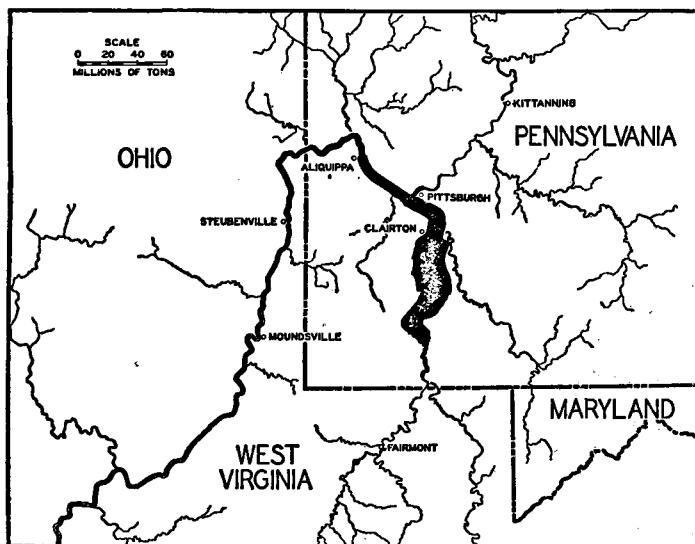 SCALE
0 20 40 60
MILLIONS OF TONS
KITTANNING
PENNSYLVANIA
OHIO
ALIQUIPPA
PITTSBURGH
STEUBENVILLE
CLAIRTON
MOUNDSVILLE
MARYLAND
WEST
VIRGINIA
FAIRMONT